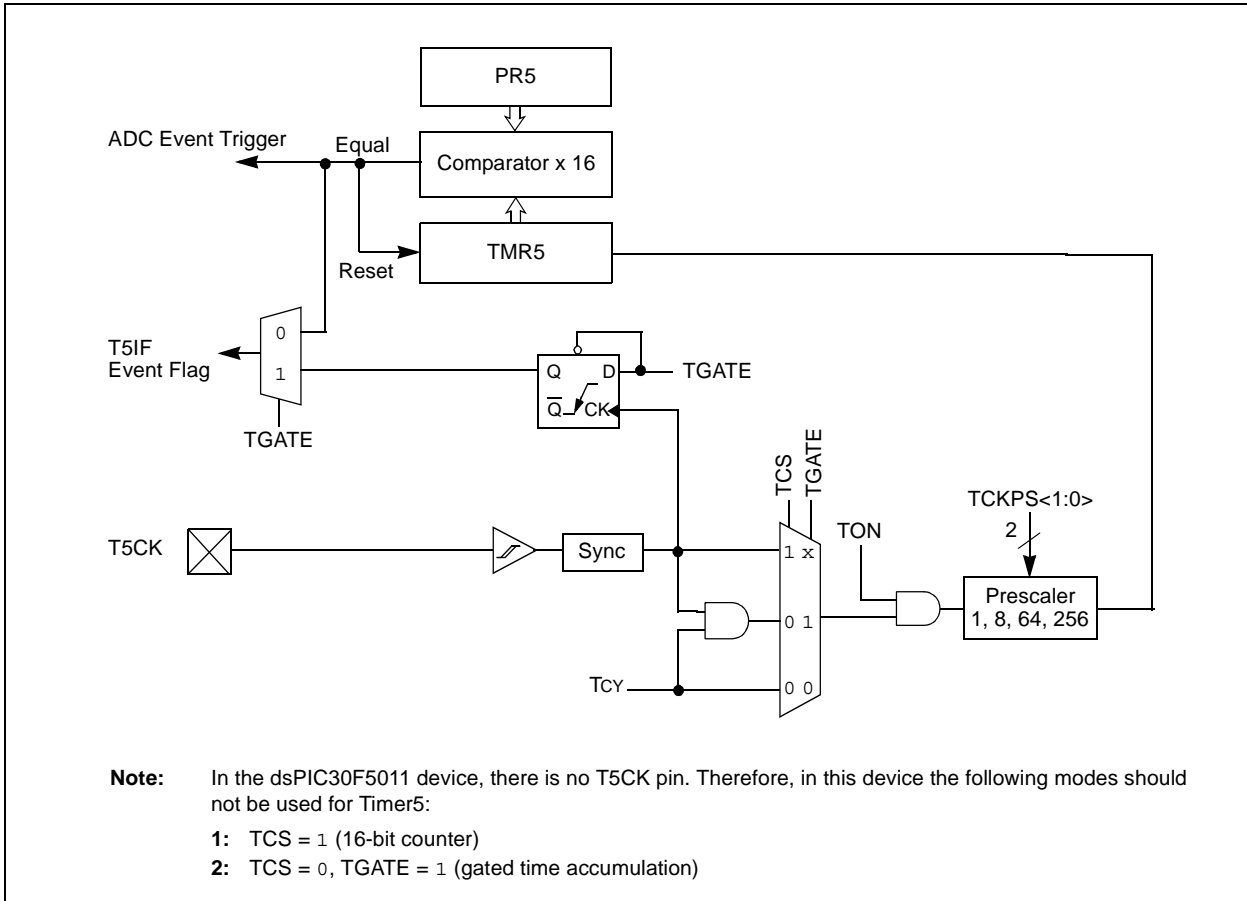 PR5
ADC Event Trigger
Equal
Comparator x 16
TMR5
Reset
0
T5IF
Event Flag
1
Q D
TGATE
Q CK
TGATE
TCS
TGATE
TCKPS<1:0>
2
TON
T5CK
Sync
1 x
Prescaler
1, 8, 64, 256
0 1
TCY
0 0
Note: In the dsPIC30F5011 device, there is no T5CK pin. Therefore, in this device the following modes should
not be used for Timer5:
1: TCS = 1 (16-bit counter)
2: TCS = 0, TGATE = 1 (gated time accumulation)